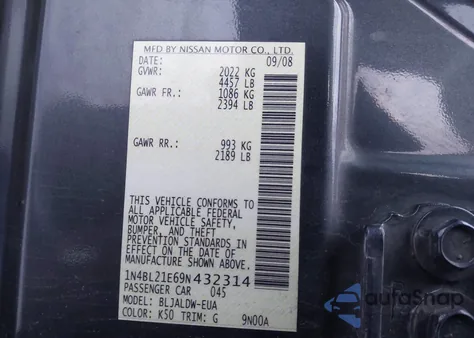 MFD BY NISSAN MOTOR CO., LTD.
DATE: 09/08
GVWR: 2022 KG
4457 LB
GAWR FR.: 1086 KG
2394 LB
GAWR RR.: 993 KG
2189 LB
THIS VEHICLE CONFORMS TO
ALL APPLICABLE FEDERAL
MOTOR VEHICLE SAFETY,
BUMPER, AND THEFT
PREVENTION STANDARDS IN
EFFECT ON THE DATE OF
MANUFACTURE SHOWN ABOVE.
1N4BL21E69N432314
PASSENGER CAR 045
MODEL: BLJALDW-EUA
COLOR: K50 TRIM: G 9N00A
autoSnap